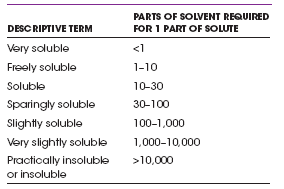 PARTS OF SOLVENT REQUIRED
DESCRIPTIVE TERM FOR 1 PART OF SOLUTE
Very soluble <1
Freely soluble 1–10
Soluble 10–30
Sparingly soluble 30–100
Slightly soluble 100–1,000
Very slightly soluble 1,000–10,000
Practically insoluble >10,000
or insoluble